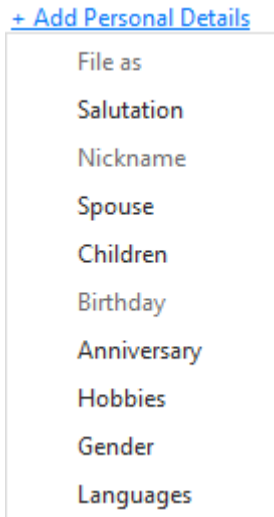 + Add Personal Details
File as
Salutation
Nickname
Spouse
Children
Birthday
Anniversary
Hobbies
Gender
Languages